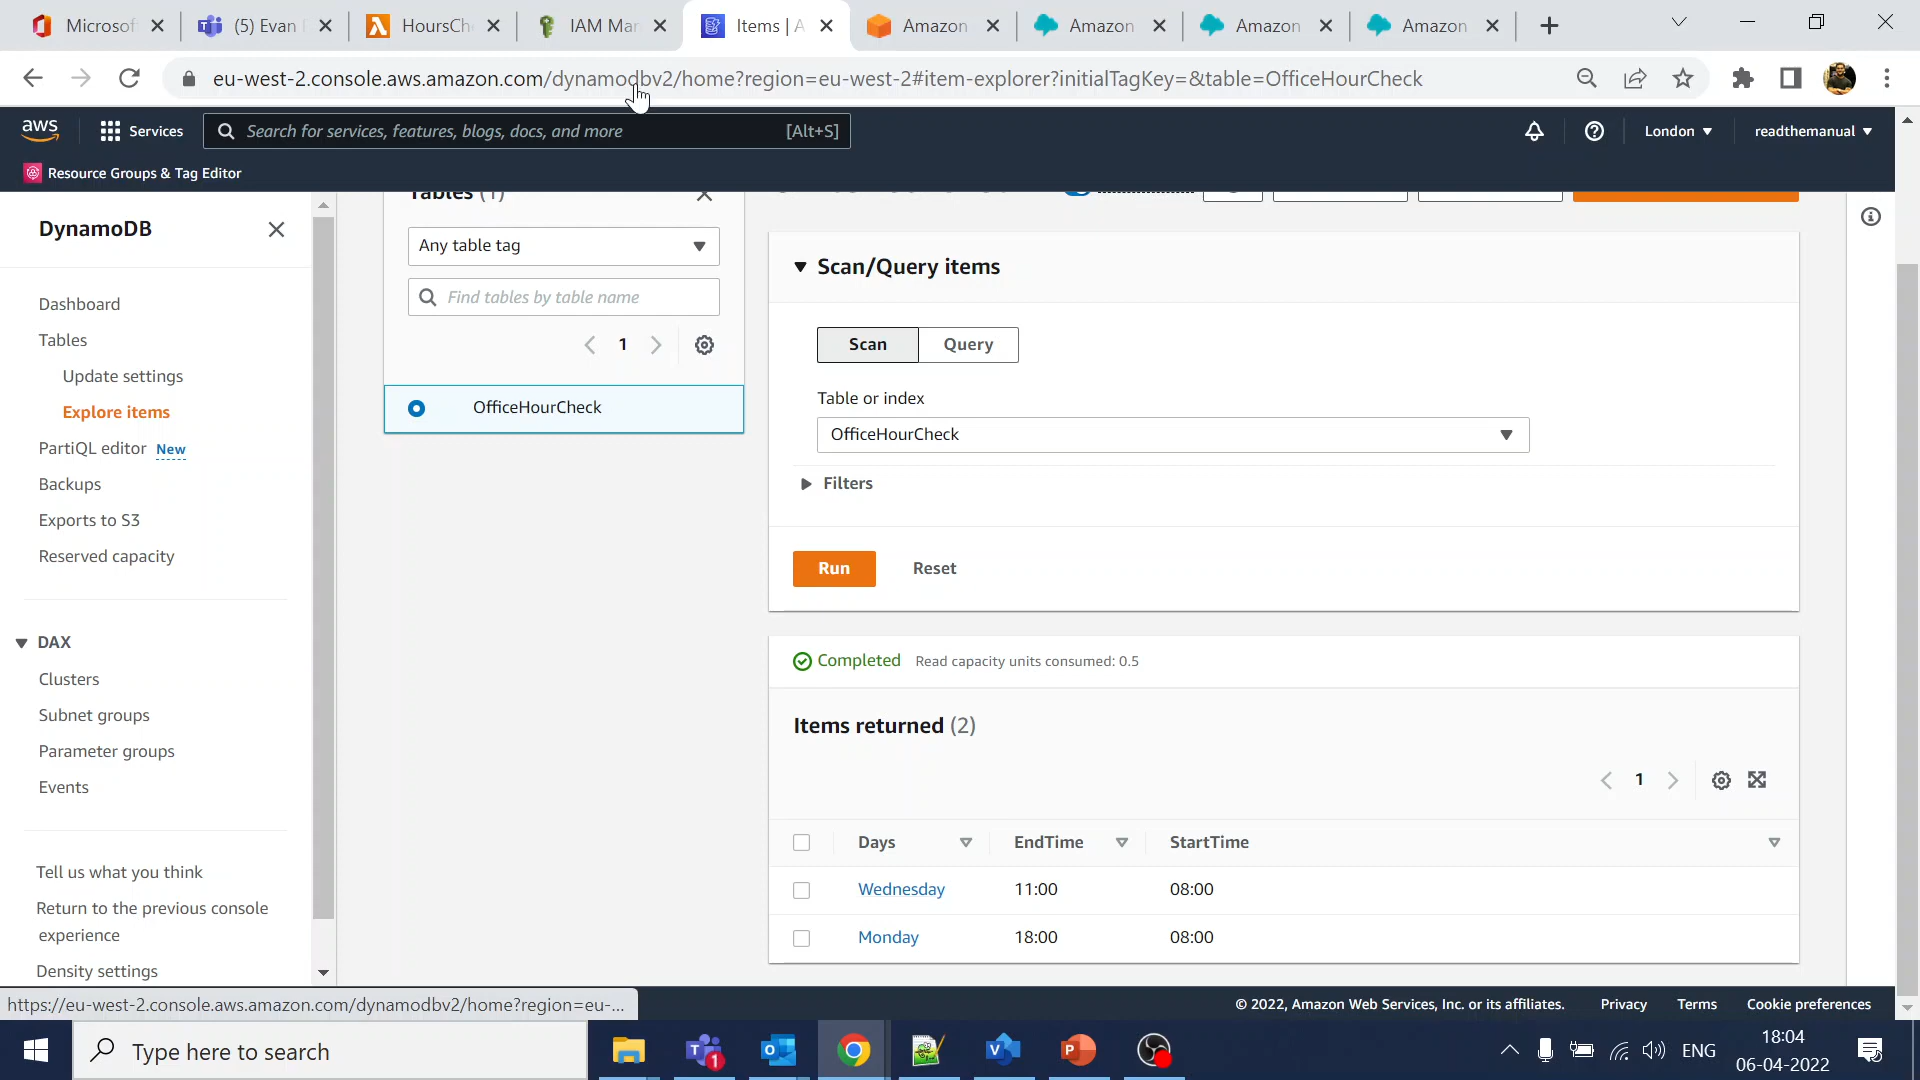 Microsof
(5) Evan
HoursCh
IAM Mar
Items | A
Amazon
Amazon
Amazon
Amazon
eu-west-2.console.aws.amazon.com/dynamodbv2/home?region=eu-west-2#item-explorer?initialTagKey=&table=OfficeHourCheck
aws
Services
Search for services, features, blogs, docs, and more
[Alt+S]
London
readthemanual
Resource Groups & Tag Editor
DynamoDB
Dashboard
Tables
Update settings
Explore items
PartiQL editor New
Backups
Exports to S3
Reserved capacity
DAX
Clusters
Subnet groups
Parameter groups
Events
Tell us what you think
Return to the previous console
experience
Density settings
Tables (1)
Any table tag
Find tables by table name
1
OfficeHourCheck
Scan/Query items
Scan
Query
Table or index
OfficeHourCheck
Filters
Run
Reset
Completed
Read capacity units consumed: 0.5
Items returned (2)
1
Days EndTime StartTime
Wednesday 11:00 08:00
Monday 18:00 08:00
https://eu-west-2.console.aws.amazon.com/dynamodbv2/home?region=eu-...
© 2022, Amazon Web Services, Inc. or its affiliates.
Privacy
Terms
Cookie preferences
Type here to search
1
ENG
18:04
06-04-2022